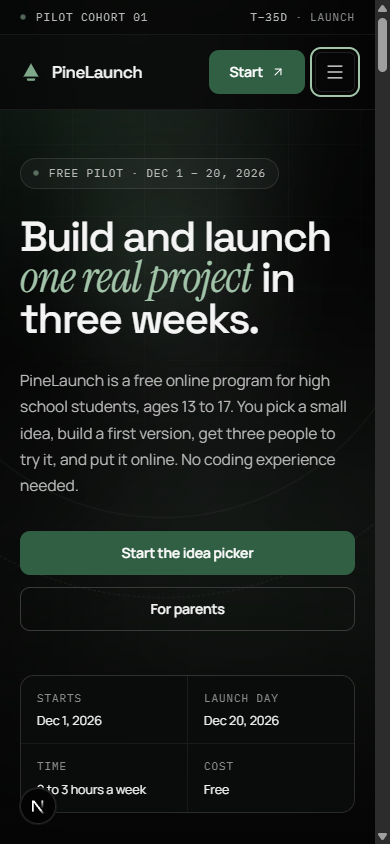 PILOT COHORT 01
T−35D · LAUNCH
PineLaunch
Start
FREE PILOT · DEC 1 – 20, 2026
Build and launch
one real project in
three weeks.
PineLaunch is a free online program for high
school students, ages 13 to 17. You pick a small
idea, build a first version, get three people to
try it, and put it online. No coding experience
needed.
Start the idea picker
For parents
STARTS
Dec 1, 2026
LAUNCH DAY
Dec 20, 2026
TIME
to 3 hours a week
COST
Free
N